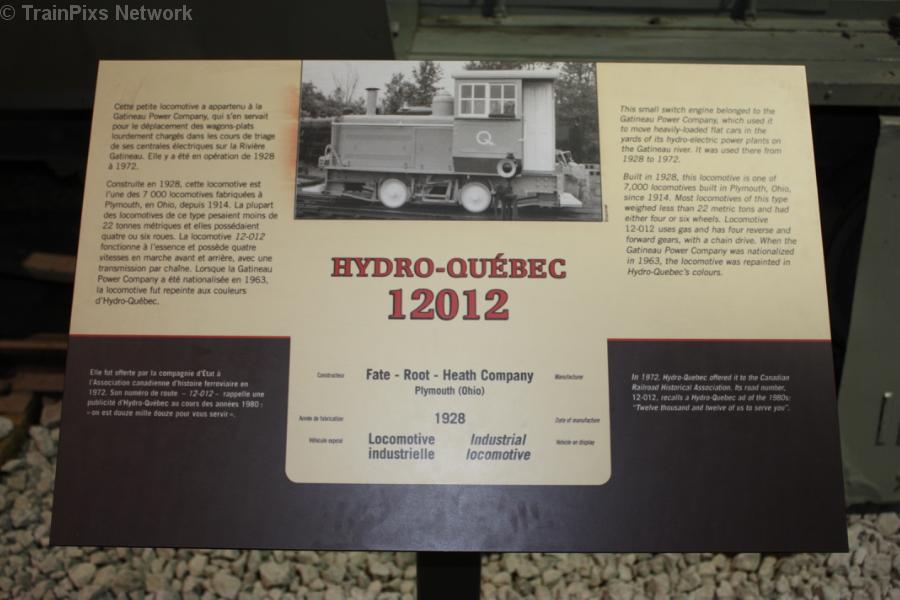 © TrainPixs Network
Cette petite locomotive a appartenu à la
Gatineau Power Company, qui s'en servait
pour le déplacement des wagons-plats
lourdement chargés dans les cours de triage
de ses centrales électriques sur la Rivière
Gatineau. Elle y a été en opération de 1928
à 1972.
Construite en 1928, cette locomotive est
l'une des 7 000 locomotives fabriquées à
Plymouth, en Ohio, depuis 1914. La plupart
des locomotives de ce type pesaient moins de
22 tonnes métriques et elles possédaient
quatre ou six roues. La locomotive 12-012
fonctionne à l'essence et possède quatre
vitesses en marche avant et arrière, avec une
transmission par chaîne. Lorsque la Gatineau
Power Company a été nationalisée en 1963,
la locomotive fut repeinte aux couleurs
d'Hydro-Québec.
Q
This small switch engine belonged to the
Gatineau Power Company, which used it
to move heavily-loaded flat cars in the
yards of its hydro-electric power plants on
the Gatineau river. It was used there from
1928 to 1972.
Built in 1928, this locomotive is one of
7,000 locomotives built in Plymouth, Ohio,
since 1914. Most locomotives of this type
weighed less than 22 metric tons and had
either four or six wheels. Locomotive
12-012 uses gas and has four reverse and
forward gears, with a chain drive. When the
Gatineau Power Company was nationalized
in 1963, the locomotive was repainted in
Hydro-Quebec's colours.
HYDRO-QUÉBEC
12012
Elle fut offerte par la compagnie d'État à
l'Association canadienne d'histoire ferroviaire en
1972. Son numéro de route – 12-012 – rappelle une
publicité d'Hydro-Québec au cours des années 1980 :
« on est douze mille douze pour vous servir ».
Constructeur Fate - Root - Heath Company Manufacturer
Plymouth (Ohio)
Année de fabrication 1928 Date of manufacture
Véhicule exposé Locomotive Industrial Vehicle on display
industrielle locomotive
In 1972, Hydro-Quebec offered it to the Canadian
Railroad Historical Association. Its road number,
12-012, recalls a Hydro-Quebec ad of the 1980s:
"Twelve thousand and twelve of us to serve you".